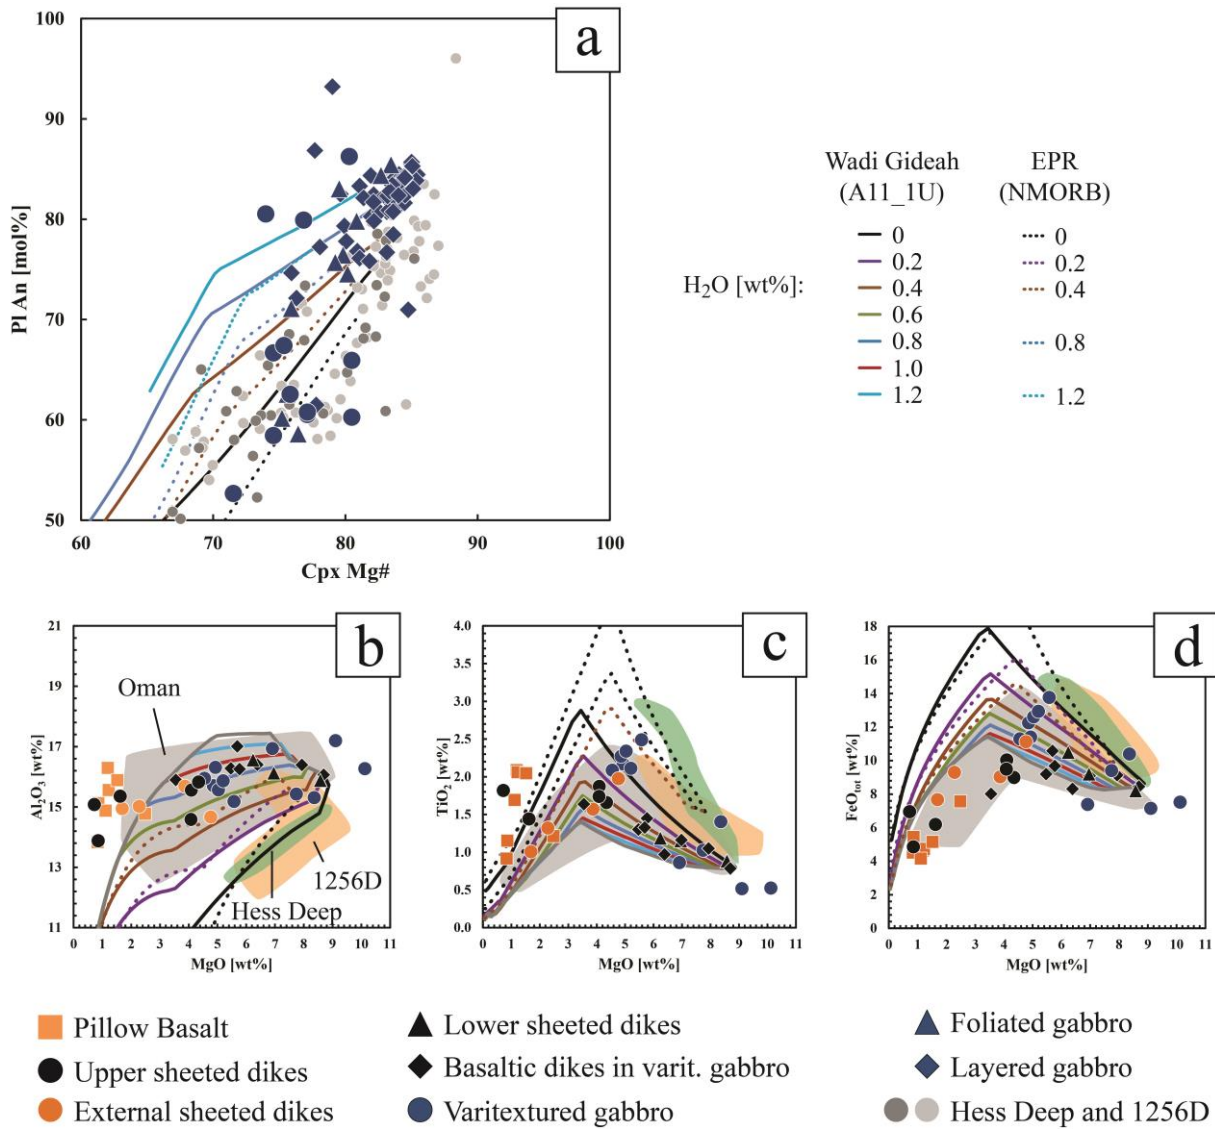 a
100
90
80
70
60
50
Pl An [mol%]
60 70 80 90 100
Cpx Mg#
Wadi Gideah EPR
(A11_1U) (NMORB)
H₂O [wt%]:
0 0
0.2 0.2
0.4 0.4
0.6
0.8 0.8
1.0
1.2 1.2
b
21
19
17
15
13
11
Al₂O₃ [wt%]
Oman
1256D
Hess Deep
0 1 2 3 4 5 6 7 8 9 10 11
MgO [wt%]
c
4.0
3.5
3.0
2.5
2.0
1.5
1.0
0.5
0.0
TiO₂ [wt%]
0 1 2 3 4 5 6 7 8 9 10 11
MgO [wt%]
d
18
16
14
12
10
8
6
4
2
0
FeOtot [wt%]
0 1 2 3 4 5 6 7 8 9 10 11
MgO [wt%]
Pillow Basalt
Upper sheeted dikes
External sheeted dikes
Lower sheeted dikes
Basaltic dikes in varit. gabbro
Varitextured gabbro
Foliated gabbro
Layered gabbro
Hess Deep and 1256D